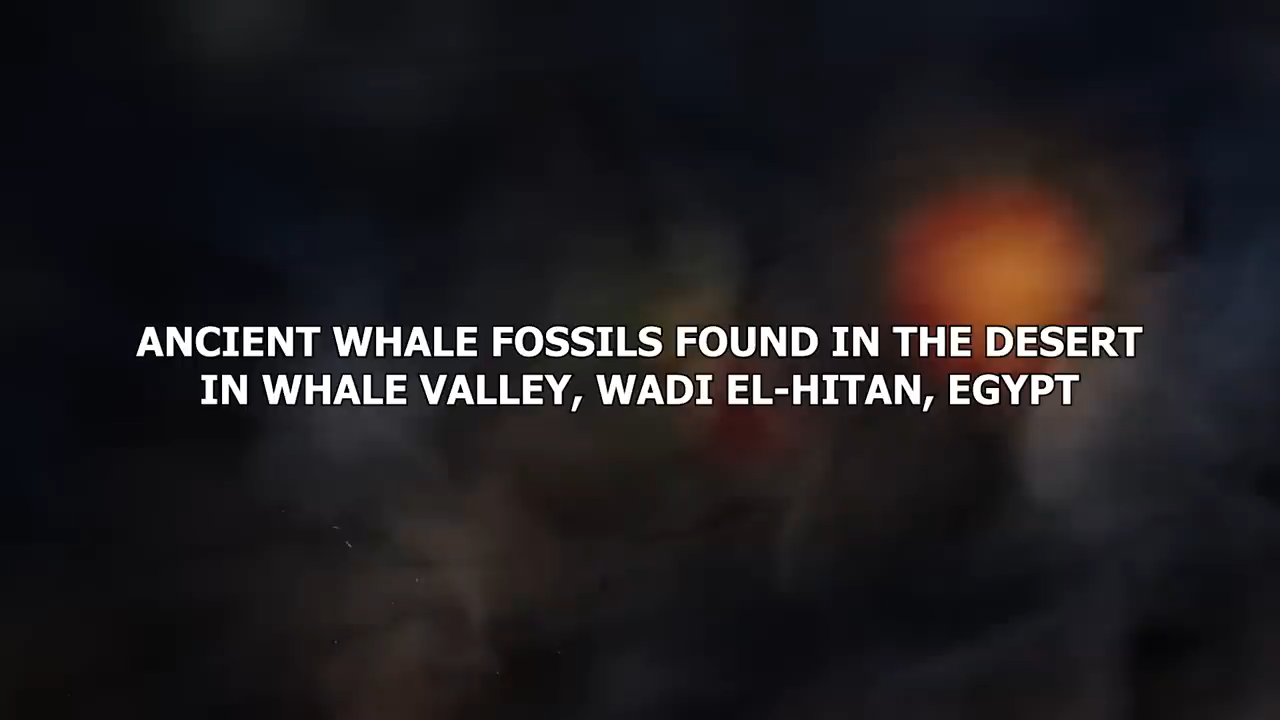 ANCIENT WHALE FOSSILS FOUND IN THE DESERT
IN WHALE VALLEY, WADI EL-HITAN, EGYPT